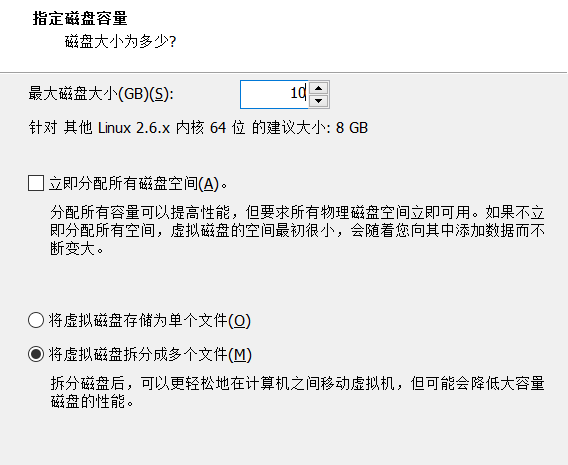 指定磁盘容量
磁盘大小为多少?
最大磁盘大小(GB)(S): 10
针对 其他 Linux 2.6.x 内核 64 位 的建议大小: 8 GB
立即分配所有磁盘空间(A)。
分配所有容量可以提高性能，但要求所有物理磁盘空间立即可用。如果不立
即分配所有空间，虚拟磁盘的空间最初很小，会随着您向其中添加数据而不
断变大。
将虚拟磁盘存储为单个文件(O)
将虚拟磁盘拆分成多个文件(M)
拆分磁盘后，可以更轻松地在计算机之间移动虚拟机，但可能会降低大容量
磁盘的性能。